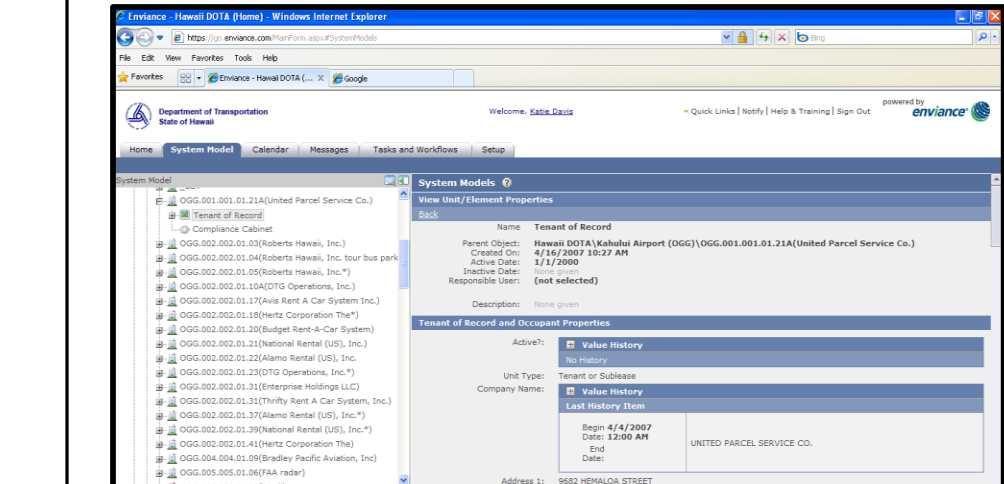 Enviance - Hawaii DOTA (Home) - Windows Internet Explorer
https://go.enviance.com/MainForm.aspx#SystemModels
Bing
File Edit View Favorites Tools Help
Favorites
Enviance - Hawaii DOTA (... X
Google
Department of Transportation
State of Hawaii
Welcome, Katie Davis
Quick Links | Notify | Help & Training | Sign Out
powered by
enviance
Home System Model Calendar Messages Tasks and Workflows Setup
System Model
OGG.001.001.01.21A(United Parcel Service Co.)
Tenant of Record
Compliance Cabinet
OGG.002.002.01.03(Roberts Hawaii, Inc.)
OGG.002.002.01.04(Roberts Hawaii, Inc. tour bus park
OGG.002.002.01.05(Roberts Hawaii, Inc.*)
OGG.002.002.01.10A(DTG Operations, Inc.)
OGG.002.002.01.17(Avis Rent A Car System Inc.)
OGG.002.002.01.18(Hertz Corporation The*)
OGG.002.002.01.20(Budget Rent-A-Car System)
OGG.002.002.01.21(National Rental (US), Inc.)
OGG.002.002.01.22(Alamo Rental (US), Inc.
OGG.002.002.01.23(DTG Operations, Inc.*)
OGG.002.002.01.31(Enterprise Holdings LLC)
OGG.002.002.01.31(Thrifty Rent A Car System, Inc.)
OGG.002.002.01.37(Alamo Rental (US), Inc.*)
OGG.002.002.01.39(National Rental (US), Inc.*)
OGG.002.002.01.41(Hertz Corporation The)
OGG.004.004.01.09(Bradley Pacific Aviation, Inc)
OGG.005.005.01.06(FAA radar)
System Models
View Unit/Element Properties
Back
Name Tenant of Record
Parent Object: Hawaii DOTA\Kahului Airport (OGG)\OGG.001.001.01.21A(United Parcel Service Co.)
Created On: 4/16/2007 10:27 AM
Active Date: 1/1/2000
Inactive Date: None given
Responsible User: (not selected)
Description: None given
Tenant of Record and Occupant Properties
Active?: Value History
No History
Unit Type: Tenant or Sublease
Company Name: Value History
Last History Item
Begin 4/4/2007
Date: 12:00 AM
End
Date:
UNITED PARCEL SERVICE CO.
Address 1: 9682 HEMALOA STREET